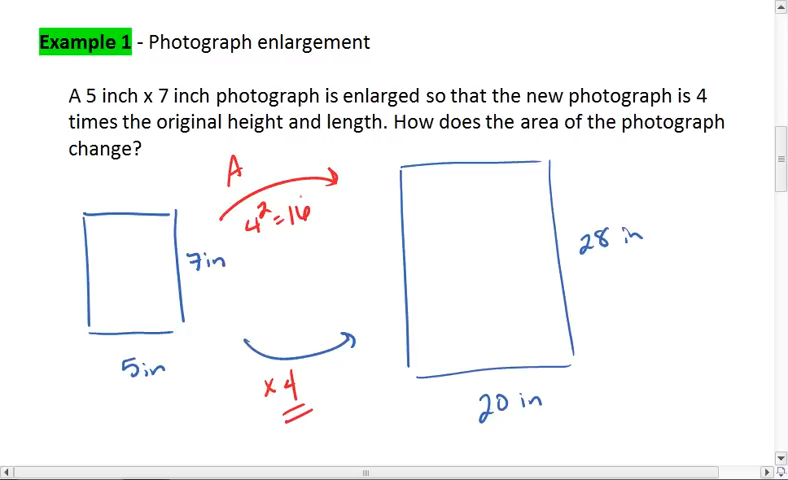 Example 1 - Photograph enlargement
A 5 inch x 7 inch photograph is enlarged so that the new photograph is 4
times the original height and length. How does the area of the photograph
change?
A
4² = 16
7in
28 in
5in
x 4
20 in